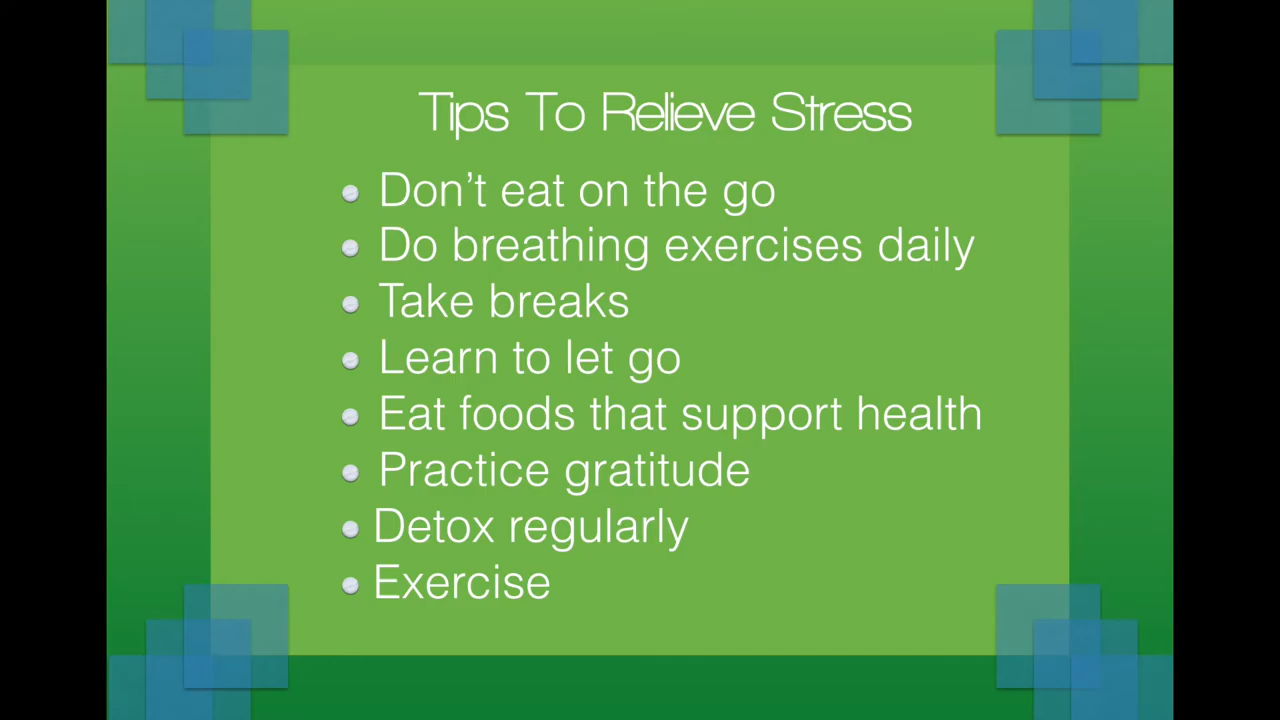 Tips To Relieve Stress
Don't eat on the go
Do breathing exercises daily
Take breaks
Learn to let go
Eat foods that support health
Practice gratitude
Detox regularly
Exercise